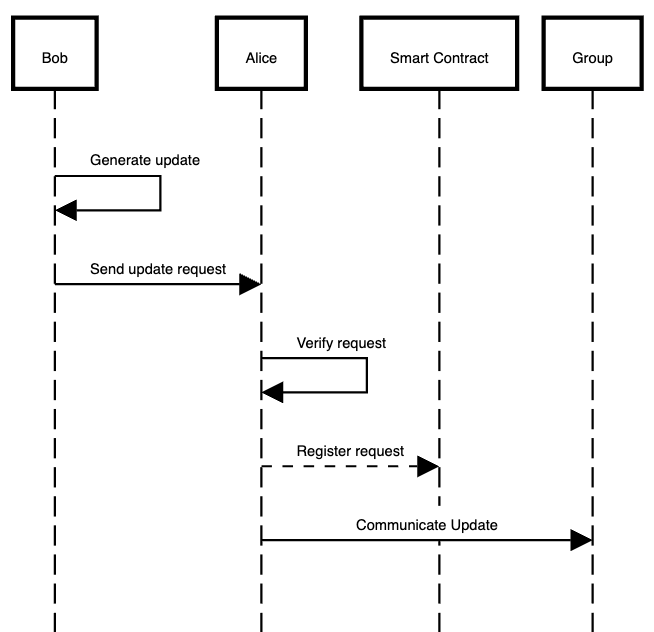 Bob
Alice
Smart Contract
Group
Generate update
Send update request
Verify request
Register request
Communicate Update